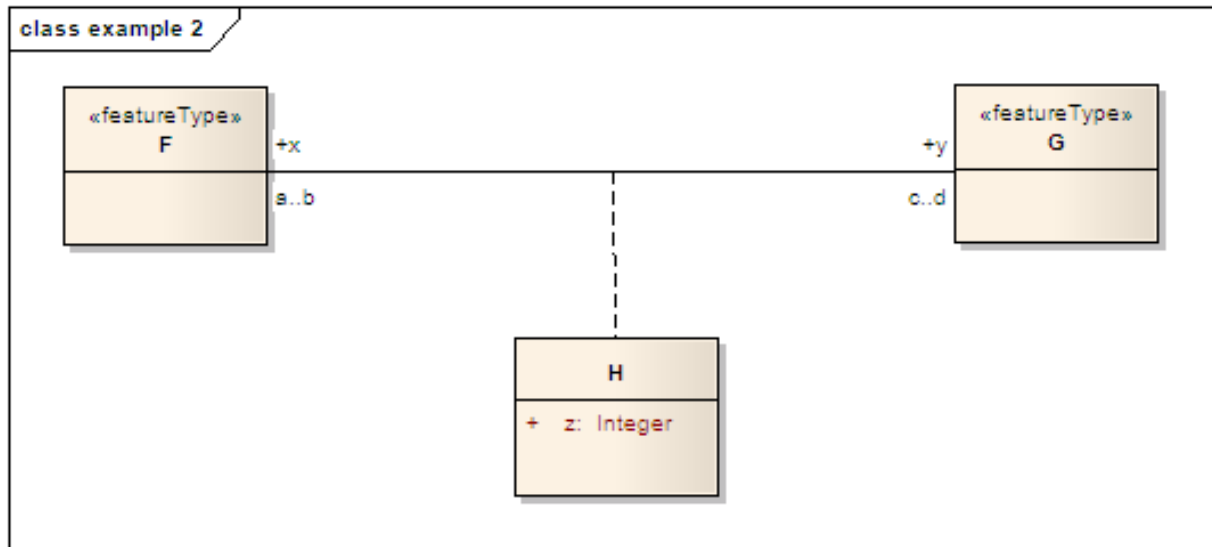 class example 2
«featureType»
F
+x
a..b
+y
c..d
«featureType»
G
H
+ z: Integer